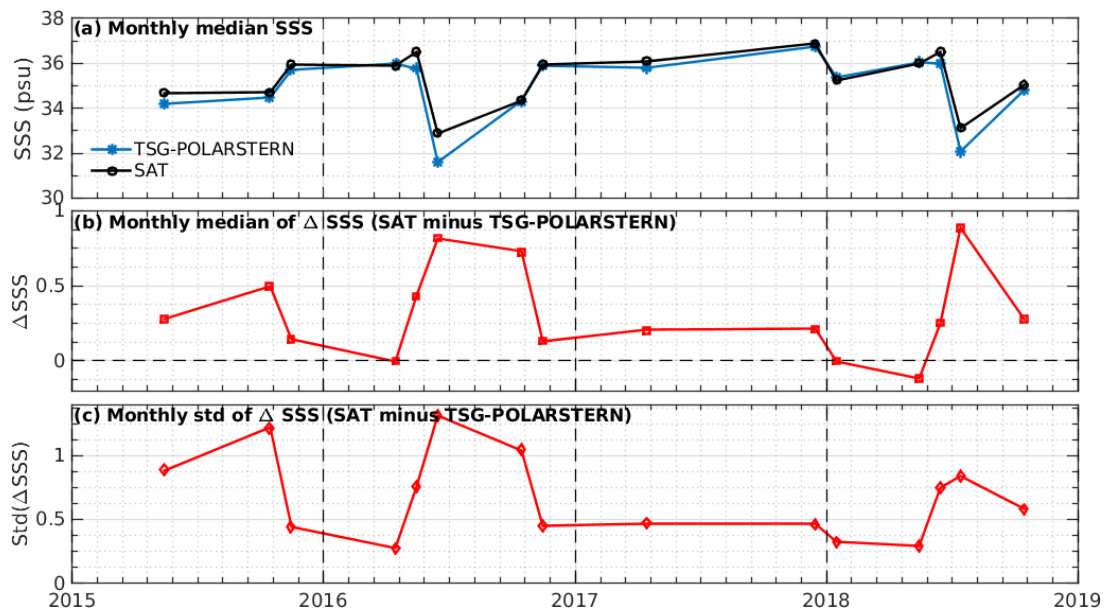 38
(a) Monthly median SSS
36
34
32
30
SSS (psu)
TSG-POLARSTERN
SAT
1
(b) Monthly median of Δ SSS (SAT minus TSG-POLARSTERN)
0.5
0
ΔSSS
(c) Monthly std of Δ SSS (SAT minus TSG-POLARSTERN)
1
0.5
0
Std(ΔSSS)
2015 2016 2017 2018 2019